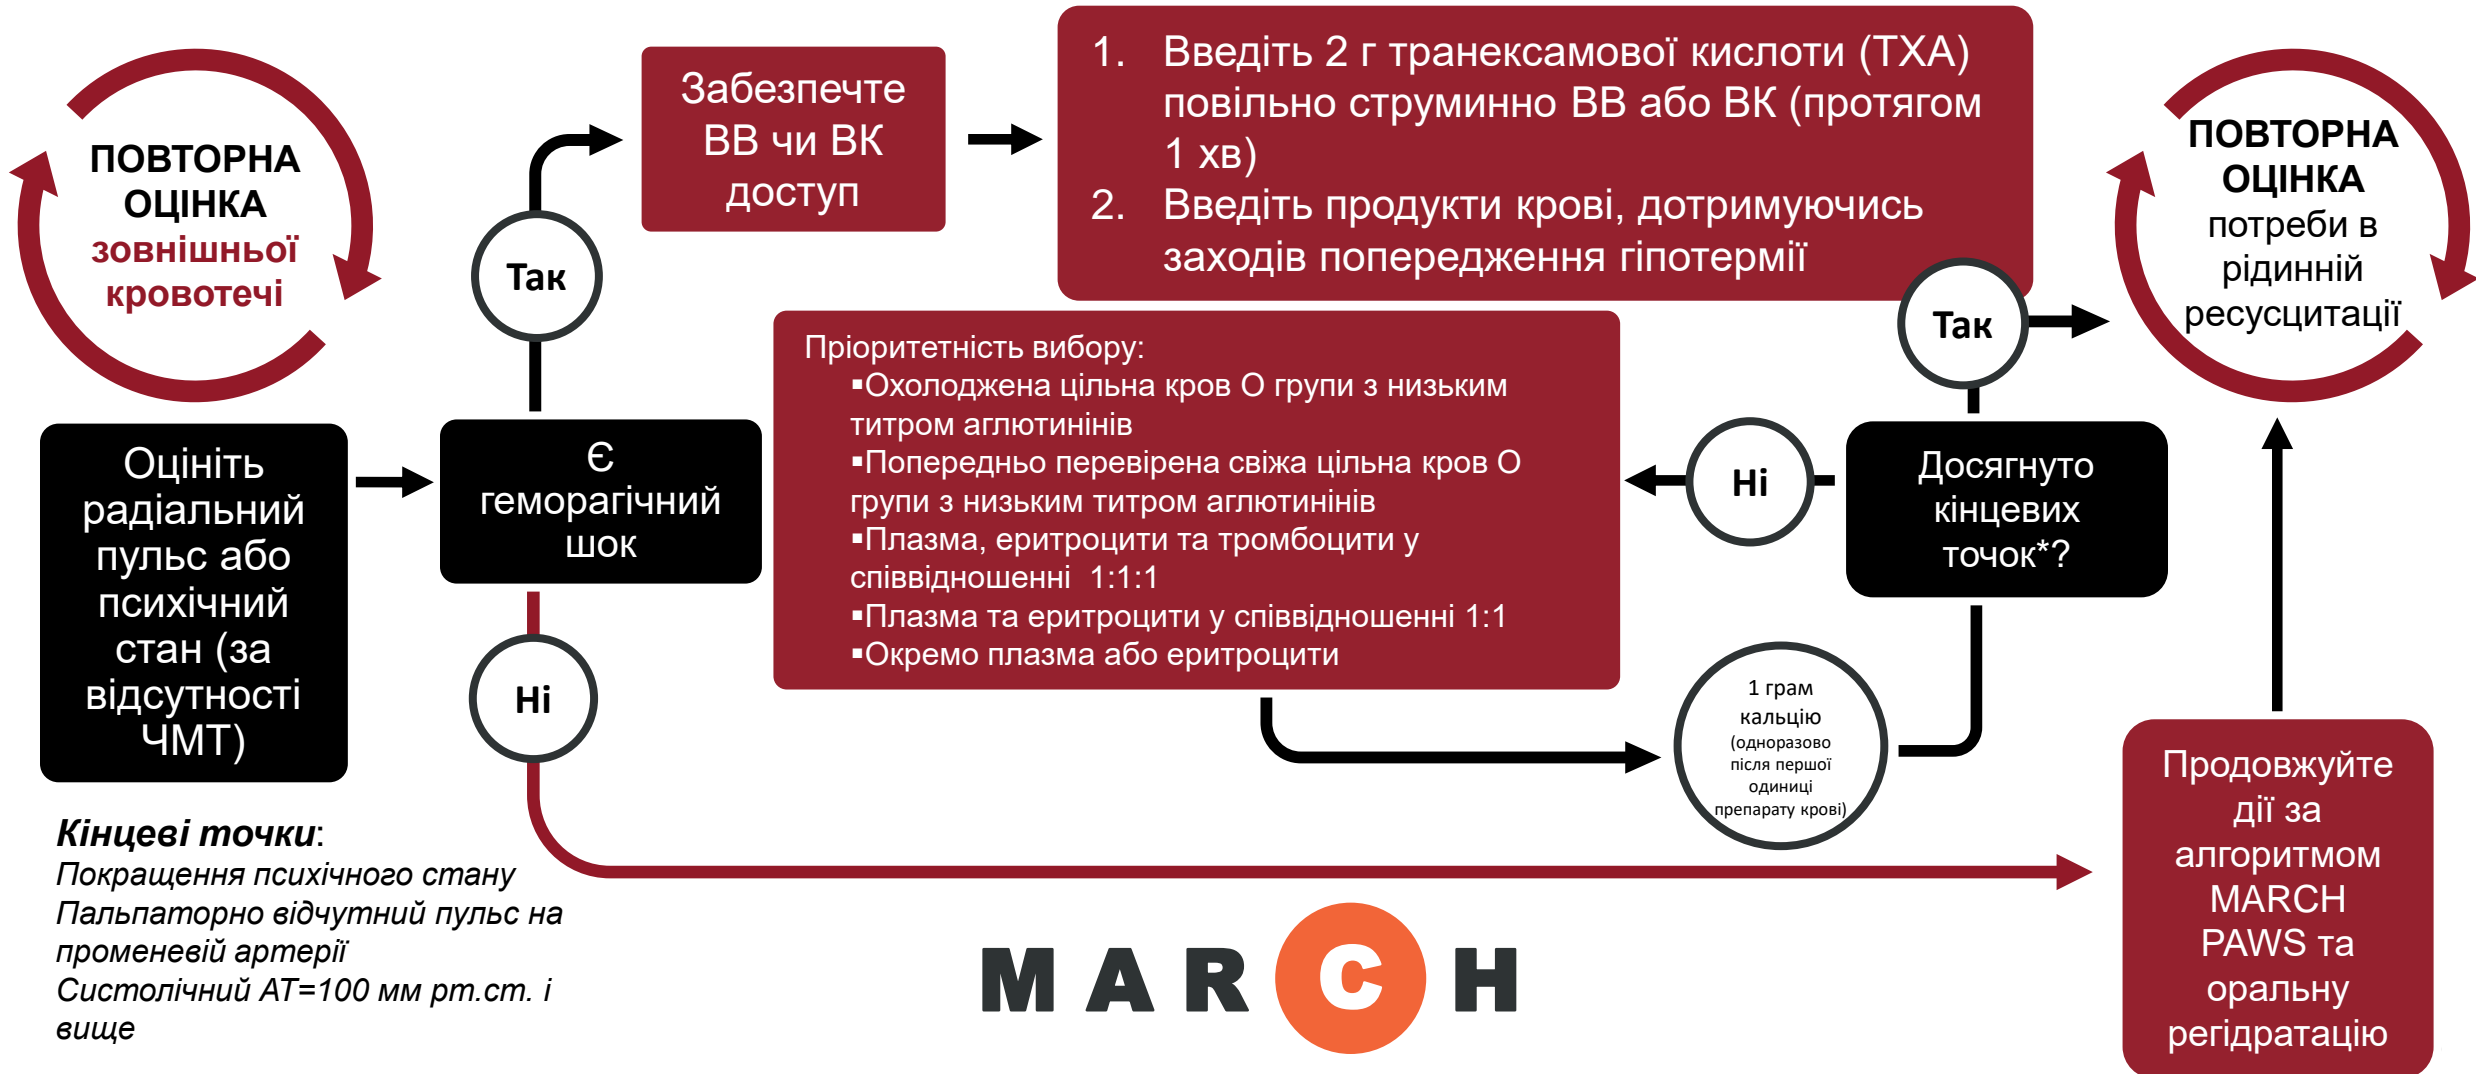 ПОВТОРНА
ОЦІНКА
зовнішньої
кровотечі
Оцініть
радіальний
пульс або
психічний
стан (за
відсутності
ЧМТ)
Є
геморагічний
шок
Так
Ні
Забезпечте
ВВ чи ВК
доступ
1. Введіть 2 г транексамової кислоти (TXA)
повільно струминно ВВ або ВК (протягом
1 хв)
2. Введіть продукти крові, дотримуючись
заходів попередження гіпотермії
Пріоритетність вибору:
▪Охолоджена цільна кров О групи з низьким
титром аглютинінів
▪Попередньо перевірена свіжа цільна кров О
групи з низьким титром аглютинінів
▪Плазма, еритроцити та тромбоцити у
співвідношенні 1:1:1
▪Плазма та еритроцити у співвідношенні 1:1
▪Окремо плазма або еритроцити
1 грам
кальцію
(одноразово
після першої
одиниці
препарату крові)
Досягнуто
кінцевих
точок*?
Ні
Так
ПОВТОРНА
ОЦІНКА
потреби в
рідинній
ресусцитації
Продовжуйте
дії за
алгоритмом
MARCH
PAWS та
оральну
регідратацію
Кінцеві точки:
Покращення психічного стану
Пальпаторно відчутний пульс на
променевій артерії
Систолічний АТ=100 мм рт.ст. і
вище
M A R C H